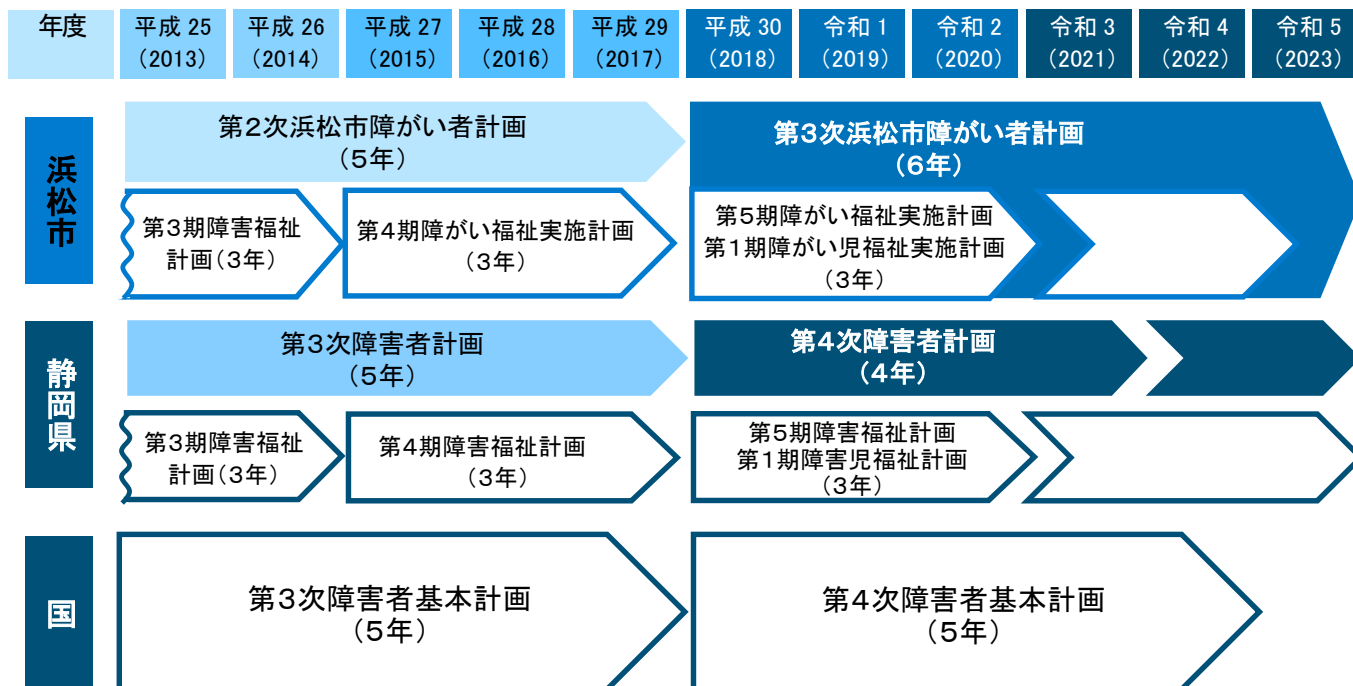 年度
平成 25
(2013)
平成 26
(2014)
平成 27
(2015)
平成 28
(2016)
平成 29
(2017)
平成 30
(2018)
令和 1
(2019)
令和 2
(2020)
令和 3
(2021)
令和 4
(2022)
令和 5
(2023)
浜松市
第2次浜松市障がい者計画
(5年)
第3次浜松市障がい者計画
(6年)
第3期障害福祉
計画(3年)
第4期障がい福祉実施計画
(3年)
第5期障がい福祉実施計画
第1期障がい児福祉実施計画
(3年)
静岡県
第3次障害者計画
(5年)
第4次障害者計画
(4年)
第3期障害福祉
計画(3年)
第4期障害福祉計画
(3年)
第5期障害福祉計画
第1期障害児福祉計画
(3年)
国
第3次障害者基本計画
(5年)
第4次障害者基本計画
(5年)